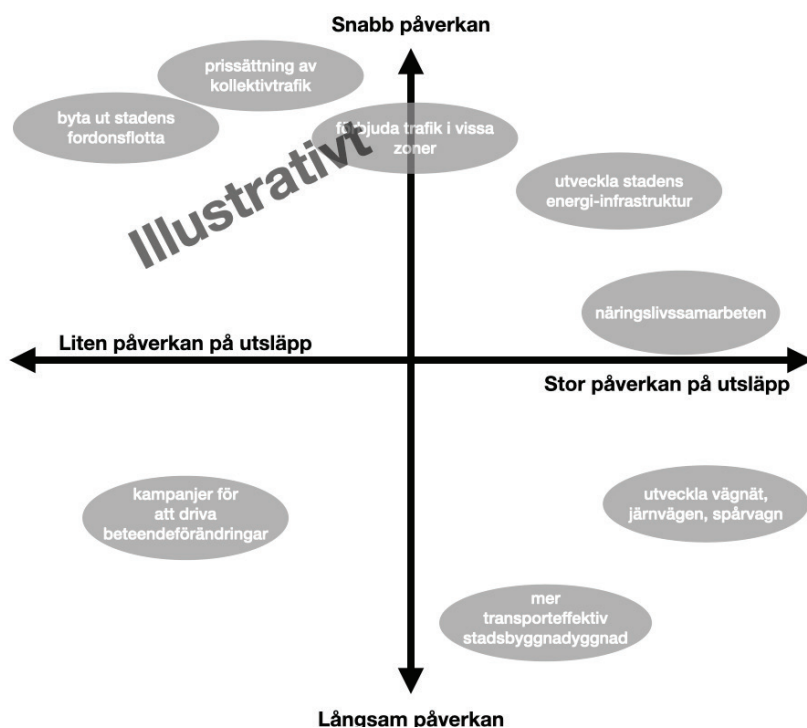 Snabb påverkan
prissättning av
kollektivtrafik
byta ut stadens
fordonsflotta
förbjuda trafik i vissa
zoner
Illustrativt
utveckla stadens
energi-infrastruktur
näringslivssamarbeten
Liten påverkan på utsläpp
Stor påverkan på utsläpp
kampanjer för
att driva
beteendeförändringar
utveckla vägnät,
järnvägen, spårvagn
mer
transporteffektiv
stadsbyggnadyggnad
Långsam påverkan